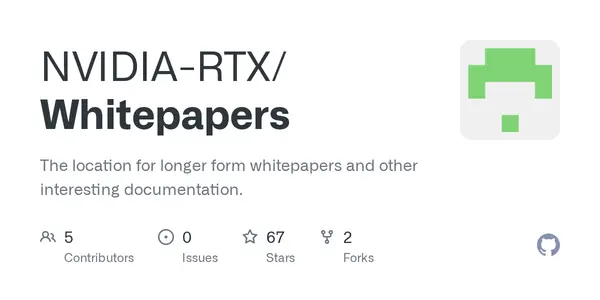 NVIDIA-RTX/
Whitepapers
The location for longer form whitepapers and other
interesting documentation.
5
Contributors
0
Issues
67
Stars
2
Forks